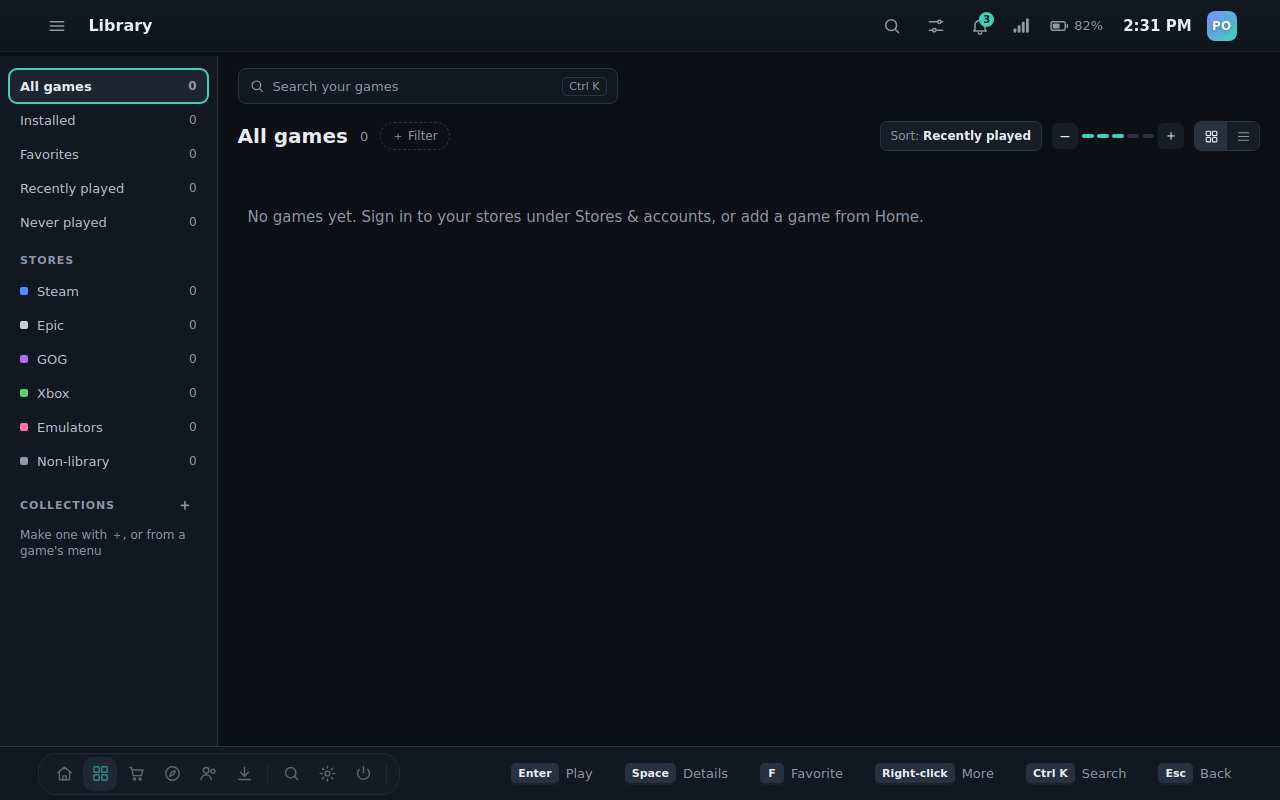 Library
3
82%
2:31 PM
PO
All games 0
Installed 0
Favorites 0
Recently played 0
Never played 0
STORES
Steam 0
Epic 0
GOG 0
Xbox 0
Emulators 0
Non-library 0
COLLECTIONS +
Make one with +, or from a
game's menu
Search your games Ctrl K
All games 0 + Filter
Sort: Recently played − +
No games yet. Sign in to your stores under Stores & accounts, or add a game from Home.
Enter Play Space Details F Favorite Right-click More Ctrl K Search Esc Back